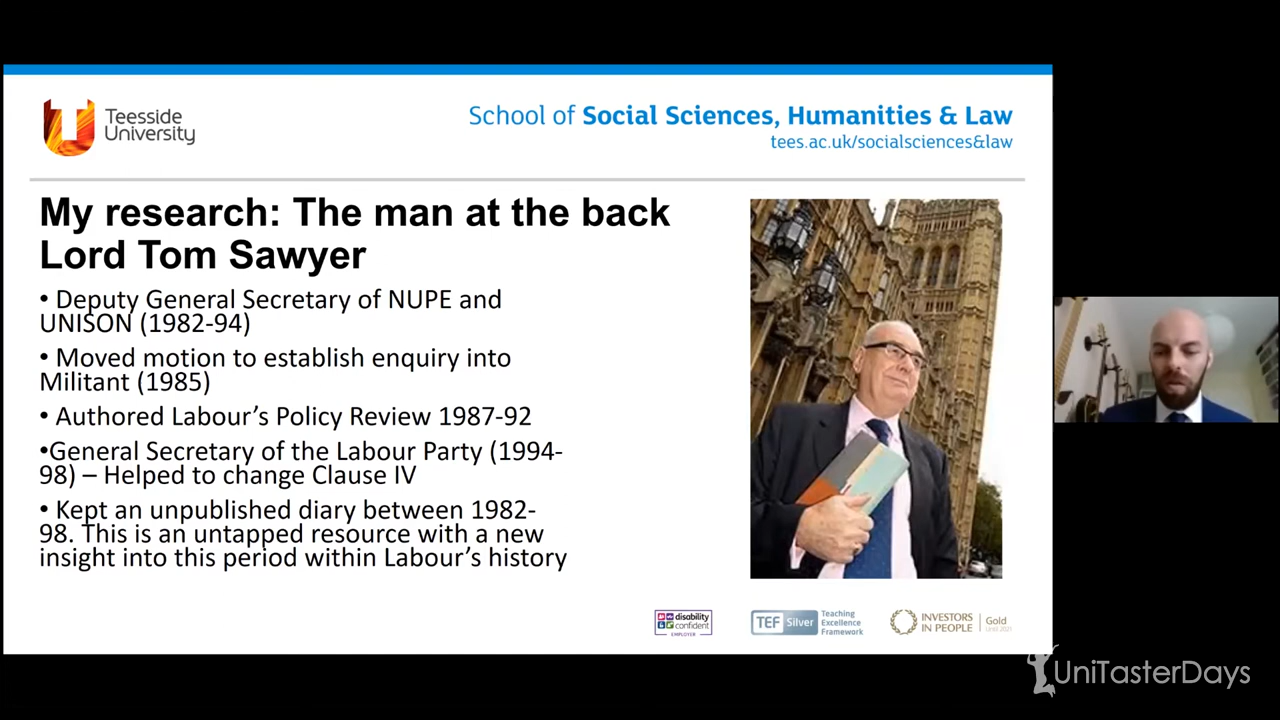 Teesside
University
School of Social Sciences, Humanities & Law
tees.ac.uk/socialsciences&law
My research: The man at the back
Lord Tom Sawyer
• Deputy General Secretary of NUPE and
UNISON (1982-94)
• Moved motion to establish enquiry into
Militant (1985)
• Authored Labour’s Policy Review 1987-92
•General Secretary of the Labour Party (1994-
98) – Helped to change Clause IV
• Kept an unpublished diary between 1982-
98. This is an untapped resource with a new
insight into this period within Labour’s history
disability
confident
EMPLOYER
TEF Silver
Teaching
Excellence
Framework
INVESTORS
IN PEOPLE
Gold
Until 2021
UniTasterDays